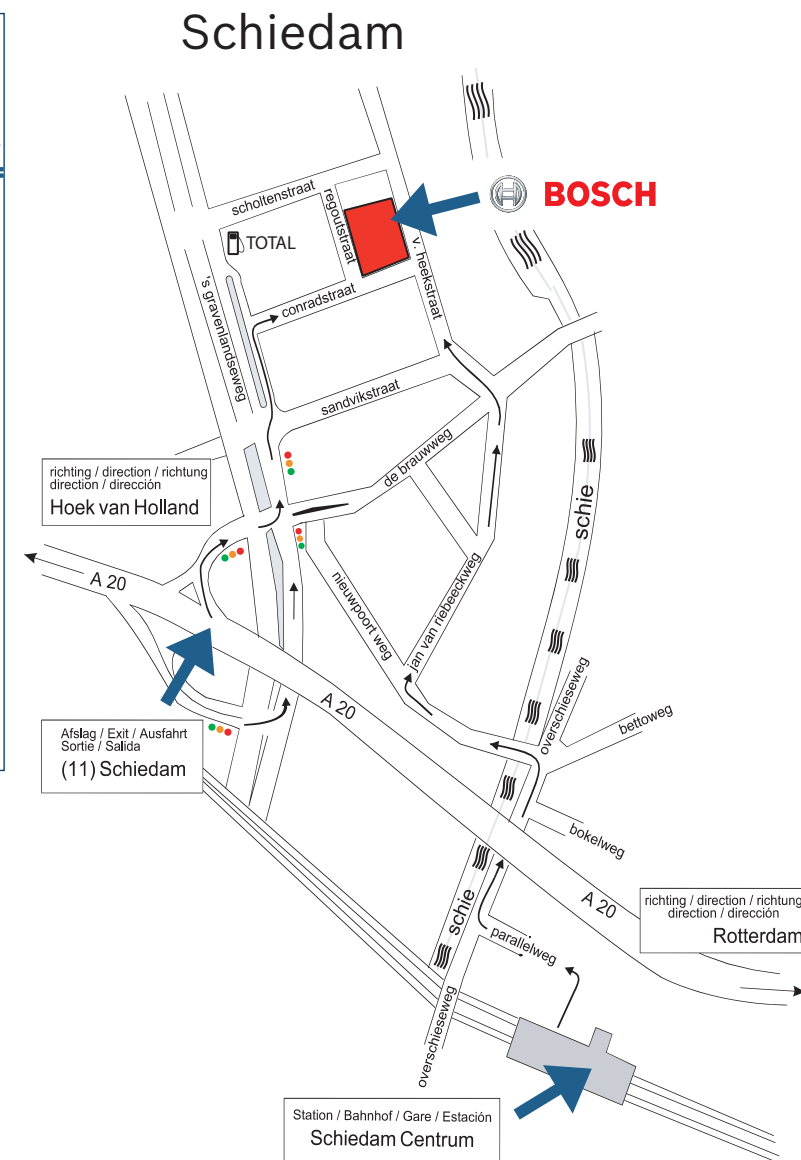 Schiedam
BOSCH
scholtenstraat
regoutstraat
TOTAL
v. heekstraat
's gravenlandseweg
conradstraat
sandvikstraat
de brauwweg
richting / direction / richtung
direction / dirección
Hoek van Holland
schie
A 20
nieuwpoort weg
jan van riebeeckweg
overschieseweg
A 20
bettoweg
Afslag / Exit / Ausfahrt
Sortie / Salida
(11) Schiedam
bokelweg
schie
A 20
richting / direction / richtung
direction / dirección
Rotterdam
parallelweg
overschieseweg
Station / Bahnhof / Gare / Estación
Schiedam Centrum